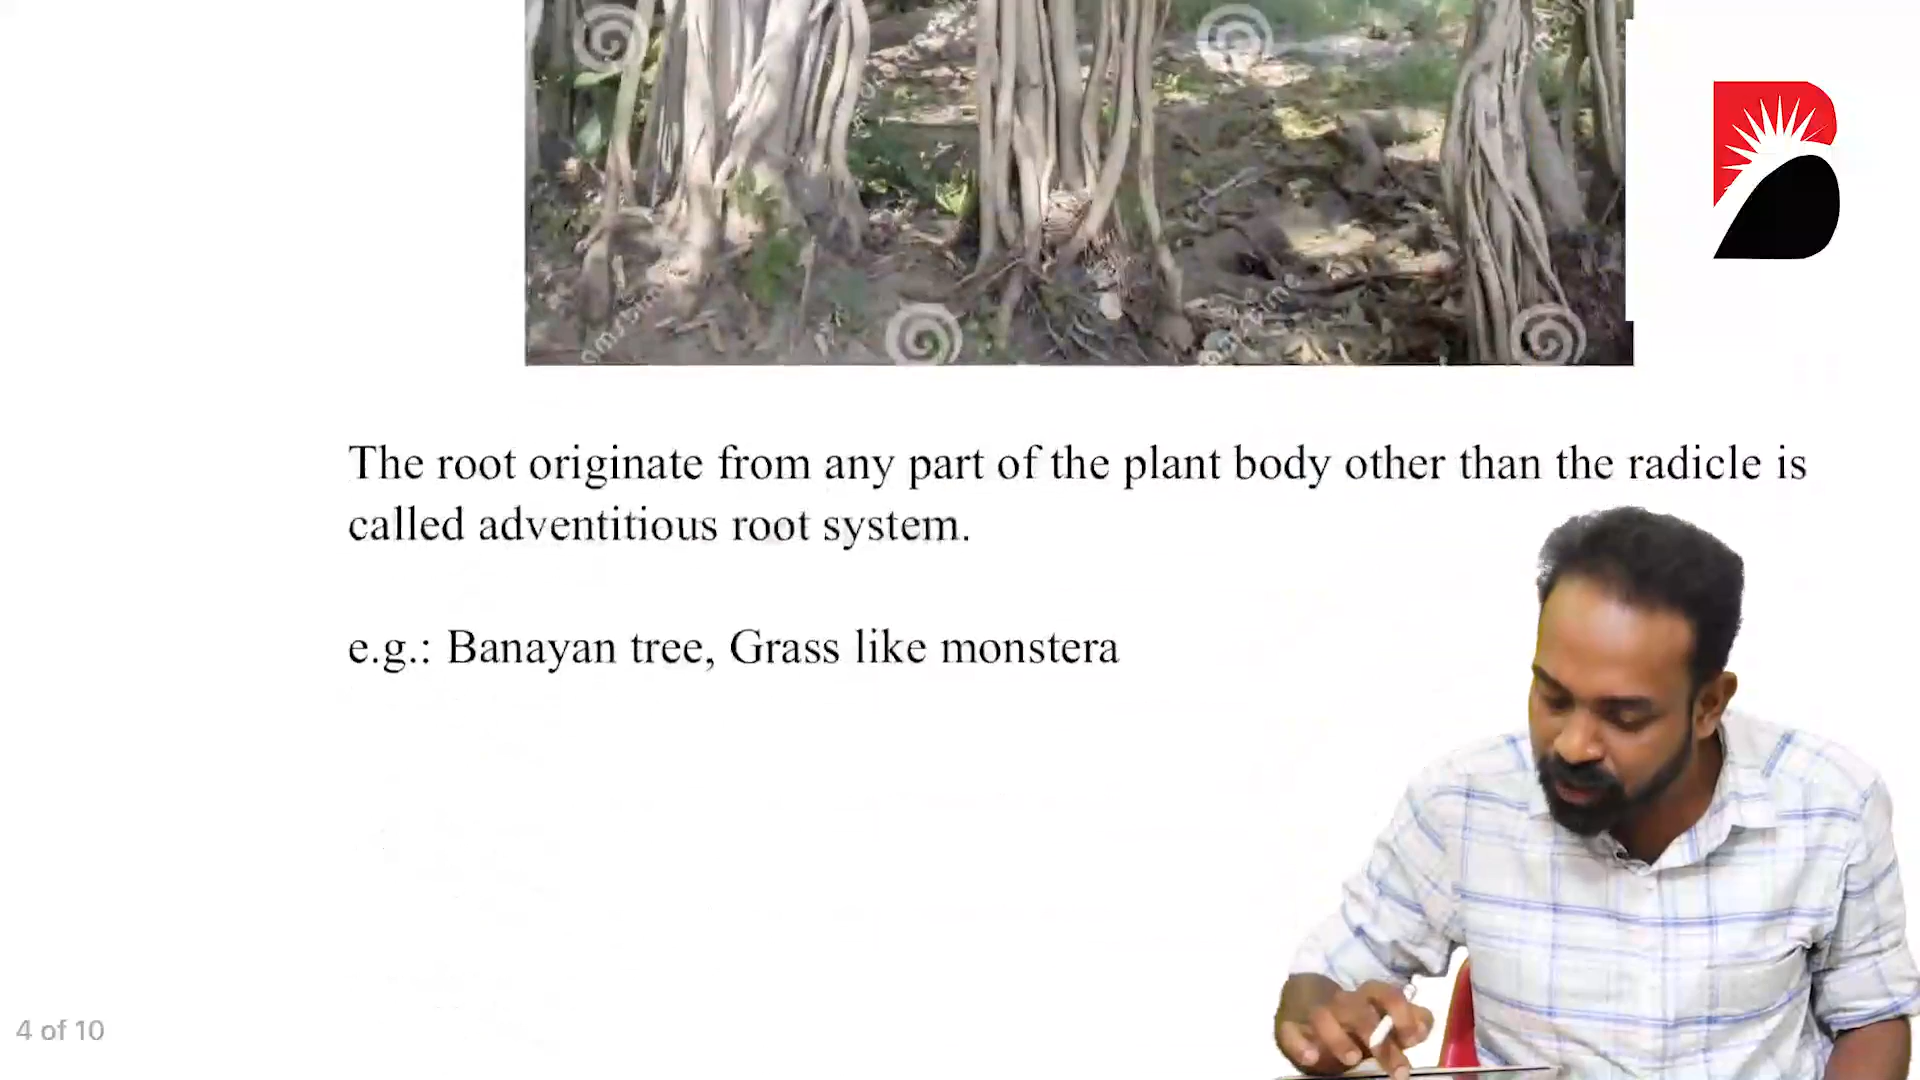 The root originate from any part of the plant body other than the radicle is
called adventitious root system.
e.g.: Banayan tree, Grass like monstera
4 of 10